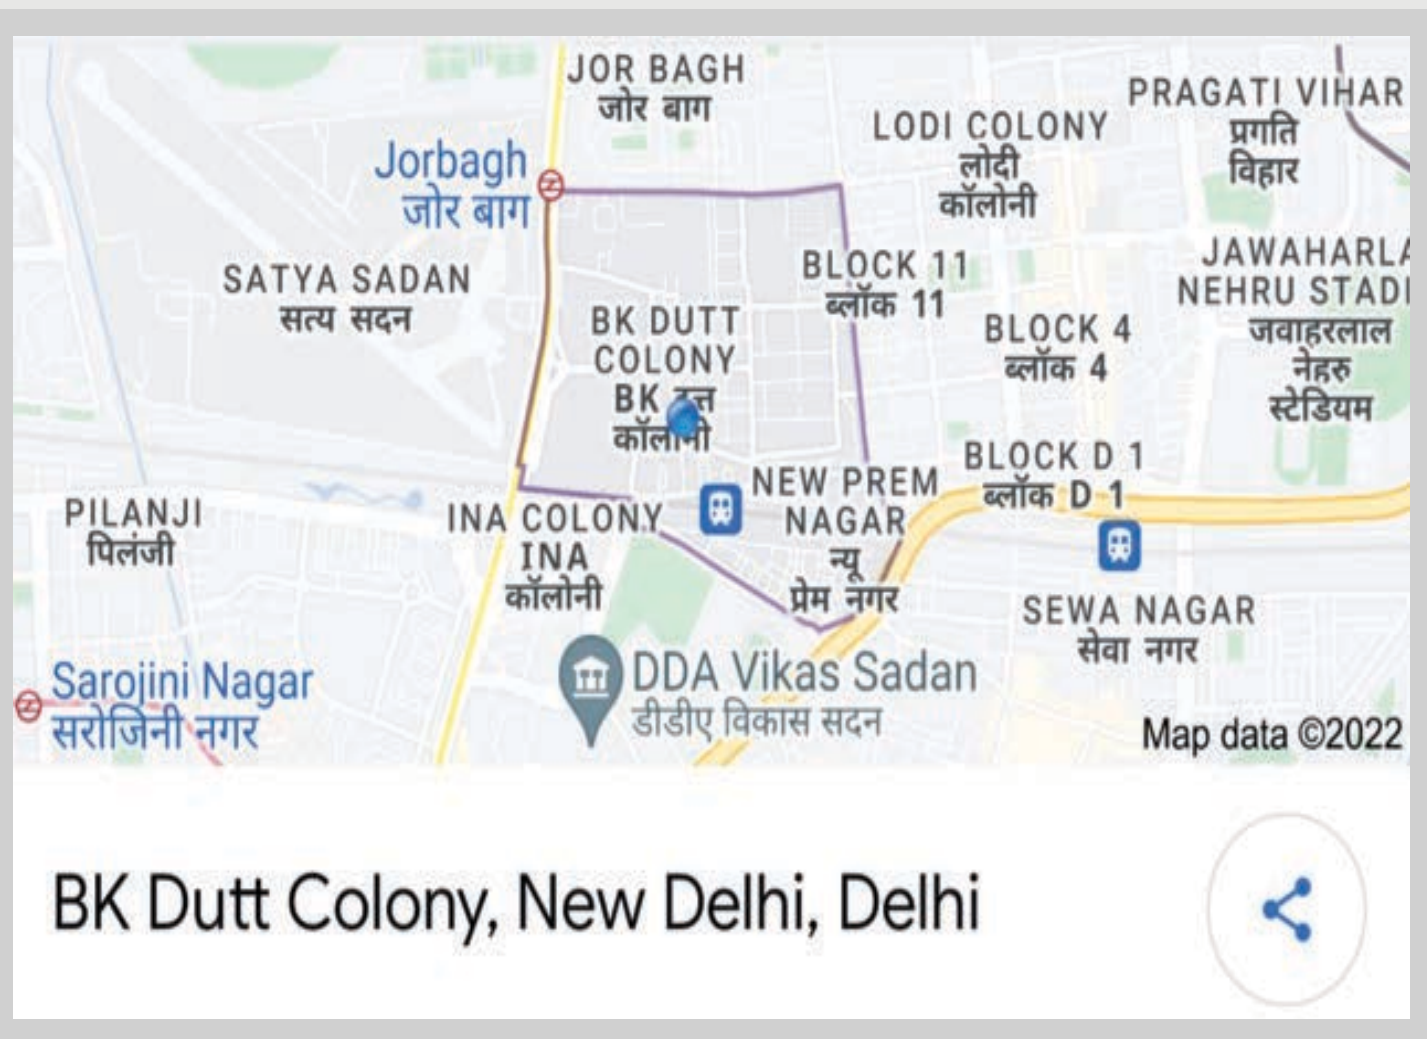 JOR BAGH
जोर बाग
PRAGATI VIHAR
प्रगति
विहार
LODI COLONY
लोदी
कॉलोनी
Jorbagh
जोर बाग
SATYA SADAN
सत्य सदन
BLOCK 11
ब्लॉक 11
JAWAHARLA
NEHRU STADI
जवाहरलाल
नेहरु
स्टेडियम
BK DUTT
COLONY
BK दत्त
कॉलोनी
BLOCK 4
ब्लॉक 4
BLOCK D 1
ब्लॉक D 1
NEW PREM
NAGAR
न्यू
प्रेम नगर
PILANJI
पिलंजी
INA COLONY
INA
कॉलोनी
SEWA NAGAR
सेवा नगर
DDA Vikas Sadan
डीडीए विकास सदन
Sarojini Nagar
सरोजिनी नगर
Map data ©2022
BK Dutt Colony, New Delhi, Delhi